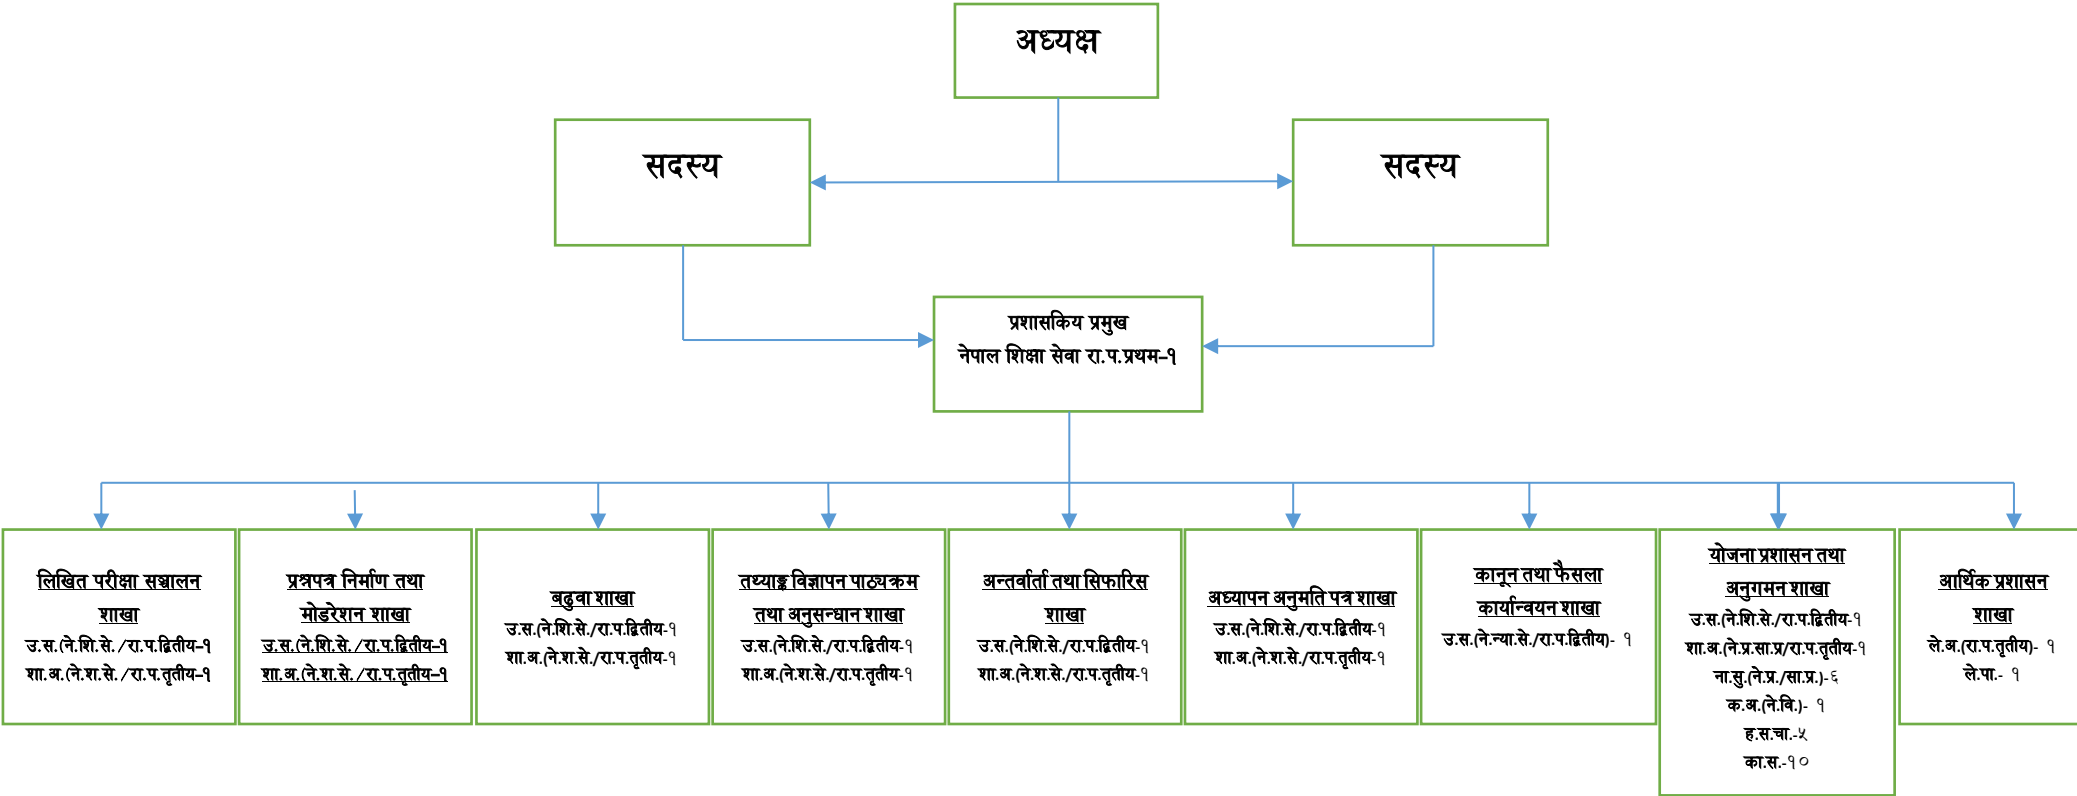 अध्यक्ष
सदस्य
सदस्य
प्रशासकिय प्रमुख
नेपाल शिक्षा सेवा रा.प.प्रथम–१
लिखित परीक्षा सञ्चालन
शाखा
उ.स.(ने.शि.से./रा.प.द्वितीय–१
शा.अ.(ने.श.से./रा.प.तृतीय–१
प्रश्नपत्र निर्माण तथा
मोडरेशन शाखा
उ.स.(ने.शि.से./रा.प.द्वितीय–१
शा.अ.(ने.श.से./रा.प.तृतीय–१
बढुवा शाखा
उ.स.(ने.शि.से./रा.प.द्वितीय-१
शा.अ.(ने.श.से./रा.प.तृतीय-१
तथ्याङ्क विज्ञापन पाठ्यक्रम
तथा अनुसन्धान शाखा
उ.स.(ने.शि.से./रा.प.द्वितीय-१
शा.अ.(ने.श.से./रा.प.तृतीय-१
अन्तर्वार्ता तथा सिफारिस
शाखा
उ.स.(ने.शि.से./रा.प.द्वितीय-१
शा.अ.(ने.श.से./रा.प.तृतीय-१
अध्यापन अनुमति पत्र शाखा
उ.स.(ने.शि.से./रा.प.द्वितीय-१
शा.अ.(ने.श.से./रा.प.तृतीय-१
कानून तथा फैसला
कार्यान्वयन शाखा
उ.स.(ने.न्या.से./रा.प.द्वितीय)- १
योजना प्रशासन तथा
अनुगमन शाखा
उ.स.(ने.शि.से./रा.प.द्वितीय-१
शा.अ.(ने.प्र.सा.प्र/रा.प.तृतीय-१
ना.सु.(ने.प्र./सा.प्र.)-६
क.अ.(ने.वि.)- १
ह.स.चा.-५
का.स.-१०
आर्थिक प्रशासन
शाखा
ले.अ.(रा.प.तृतीय)- १
ले.पा.- १